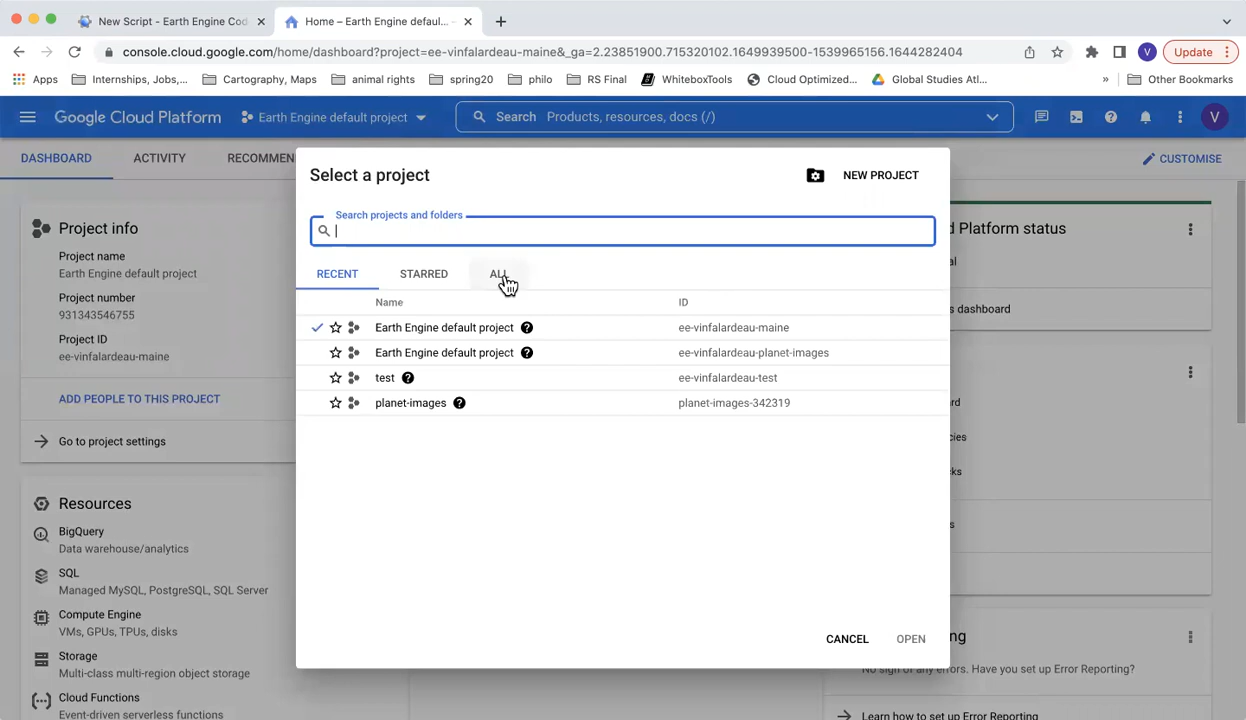 New Script - Earth Engine Cod
Home – Earth Engine defaul... –
console.cloud.google.com/home/dashboard?project=ee-vinfalardeau-maine&_ga=2.23851900.715320102.1649939500-1539965156.1644282404
V
Update
Apps
Internships, Jobs,...
Cartography, Maps
animal rights
spring20
philo
RS Final
WhiteboxTools
Cloud Optimized...
Global Studies Atl...
»
Other Bookmarks
Google Cloud Platform
Earth Engine default project
Search Products, resources, docs (/)
V
DASHBOARD
ACTIVITY
RECOMMEN
CUSTOMISE
Select a project
NEW PROJECT
Search projects and folders
RECENT
STARRED
ALL
Name
ID
Earth Engine default project
ee-vinfalardeau-maine
Earth Engine default project
ee-vinfalardeau-planet-images
test
ee-vinfalardeau-test
planet-images
planet-images-342319
CANCEL
OPEN
Project info
Project name
Earth Engine default project
Project number
931343546755
Project ID
ee-vinfalardeau-maine
ADD PEOPLE TO THIS PROJECT
Go to project settings
Resources
BigQuery
Data warehouse/analytics
SQL
Managed MySQL, PostgreSQL, SQL Server
Compute Engine
VMs, GPUs, TPUs, disks
Storage
Multi-class multi-region object storage
Cloud Functions
Event-driven serverless functions
d Platform status
al
s dashboard
rd
cies
ks
s
ng
No sign of any errors. Have you set up Error Reporting?
Learn how to set up Error Reporting